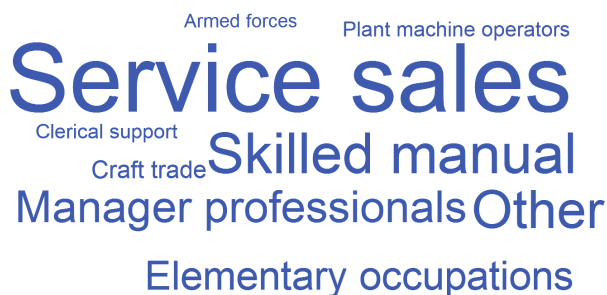 Armed forces
Plant machine operators
Service sales
Clerical support
Skilled manual
Craft trade
Manager professionals
Other
Elementary occupations